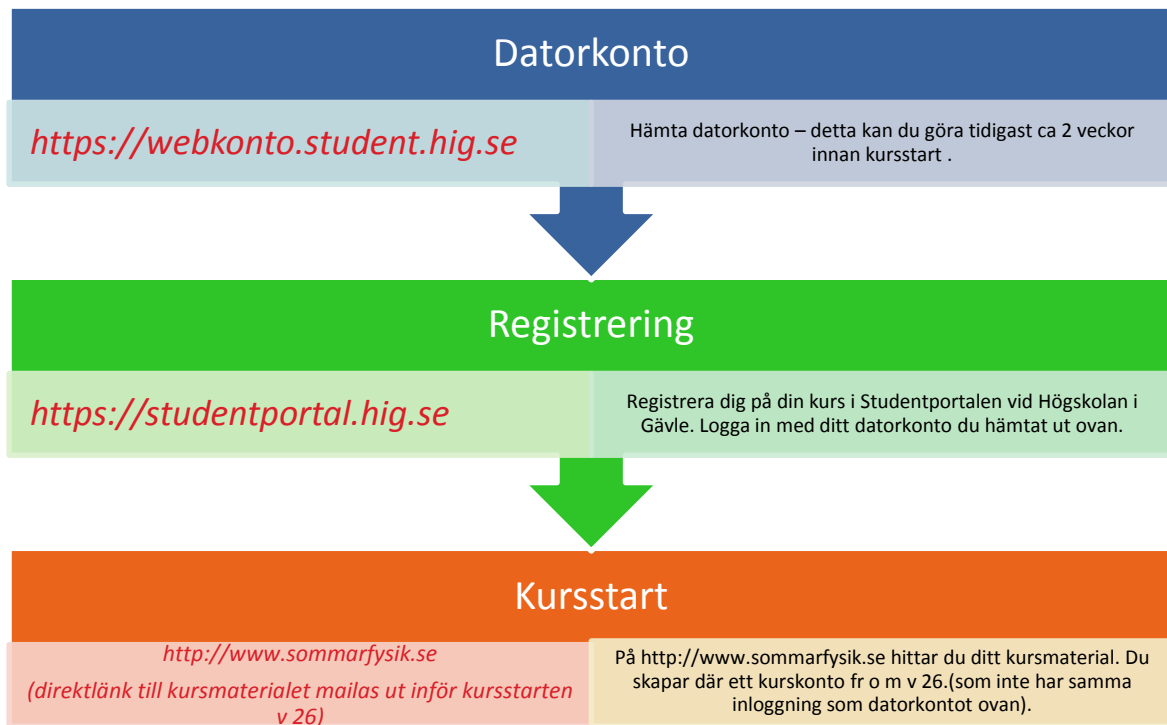 Datorkonto
https://webkonto.student.hig.se
Hämta datorkonto – detta kan du göra tidigast ca 2 veckor
innan kursstart .
Registrering
https://studentportal.hig.se
Registrera dig på din kurs i Studentportalen vid Högskolan i
Gävle. Logga in med ditt datorkonto du hämtat ut ovan.
Kursstart
http://www.sommarfysik.se
(direktlänk till kursmaterialet mailas ut inför kursstarten
v 26)
På http://www.sommarfysik.se hittar du ditt kursmaterial. Du
skapar där ett kurskonto fr o m v 26.(som inte har samma
inloggning som datorkontot ovan).